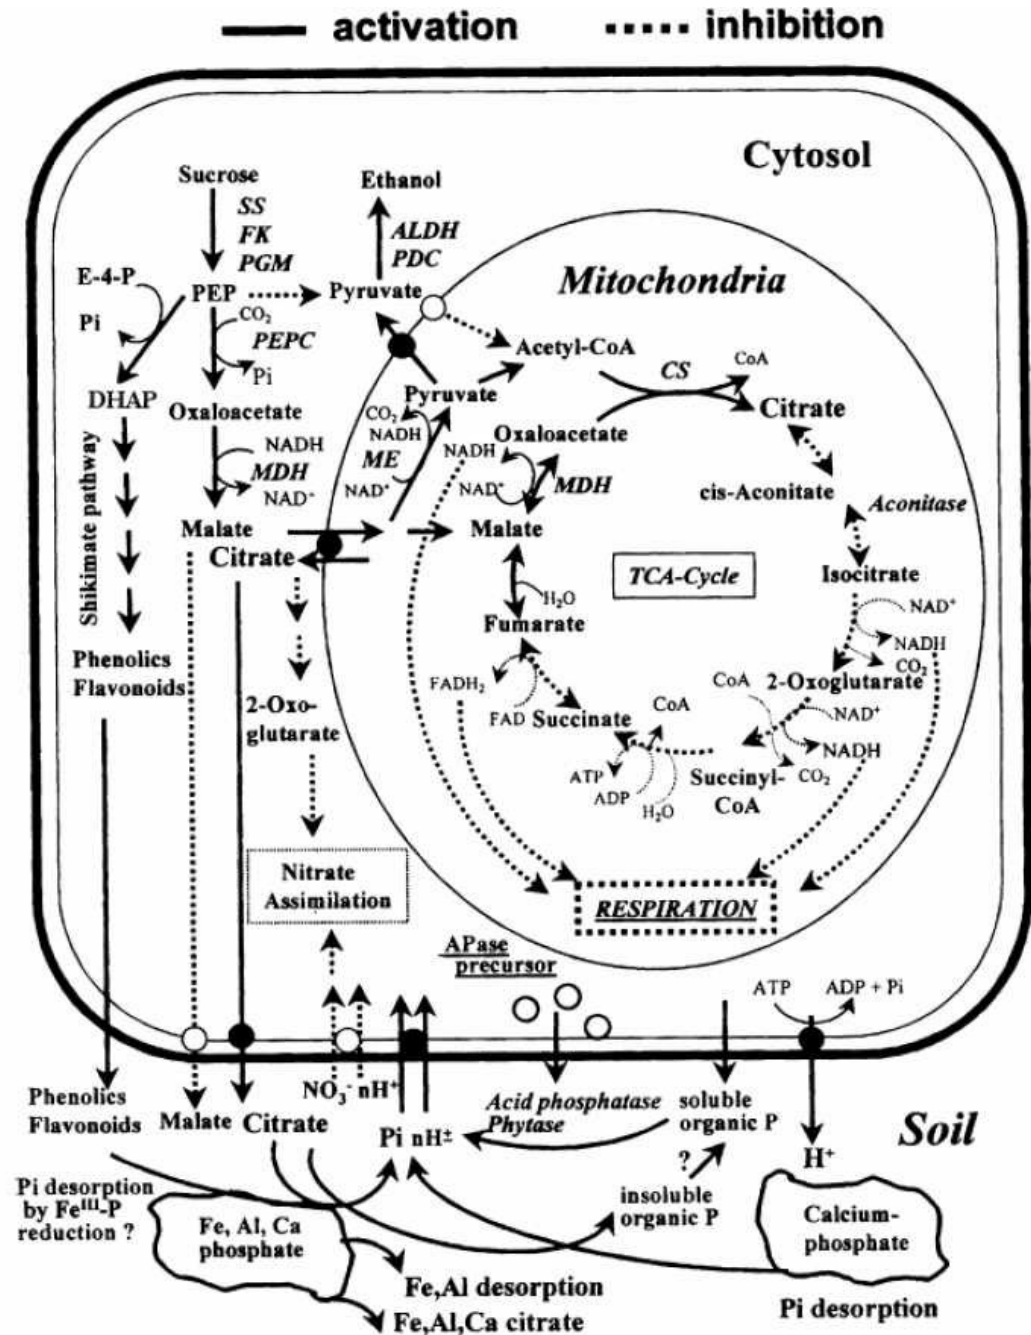 activation
inhibition
Cytosol
Sucrose
SS
FK
PGM
Ethanol
ALDH
PDC
E-4-P
PEP
Pyruvate
Pi
CO₂
PEPC
Pi
DHAP
Oxaloacetate
NADH
MDH
NAD⁻
Malate
Citrate
Shikimate pathway
Phenolics
Flavonoids
2-Oxo-
glutarate
Nitrate
Assimilation
Mitochondria
Acetyl-CoA
CoA
CS
Pyruvate
Citrate
CO₂
NADH
ME
NAD⁺
Oxaloacetate
NADH
NAD⁺
MDH
cis-Aconitate
Aconitase
Malate
TCA-Cycle
Isocitrate
H₂O
NAD⁺
Fumarate
NADH
CO₂
FADH₂
FAD
Succinate
CoA
CoA
2-Oxoglutarate
NAD⁺
NADH
ATP
ADP
H₂O
Succinyl-
CoA
CO₂
RESPIRATION
APase
precursor
ATP
ADP + Pi
Phenolics
Flavonoids
Malate
Citrate
NO₃⁻ nH⁺
Pi nH±
Acid phosphatase
Phytase
soluble
organic P
Soil
H⁺
?
insoluble
organic P
Pi desorption
by Feᴵᴵᴵ-P
reduction ?
Fe, Al, Ca
phosphate
Calcium-
phosphate
Fe,Al desorption
Fe,Al,Ca citrate
Pi desorption